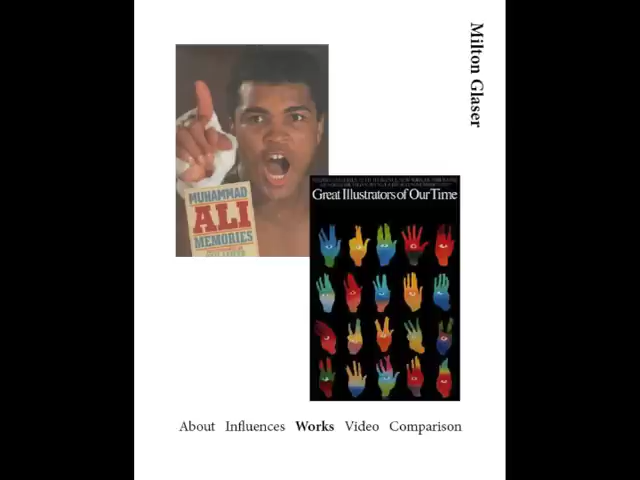 Milton Glaser
MUHAMMAD
ALI
MEMORIES
Great Illustrators of Our Time
About Influences Works Video Comparison